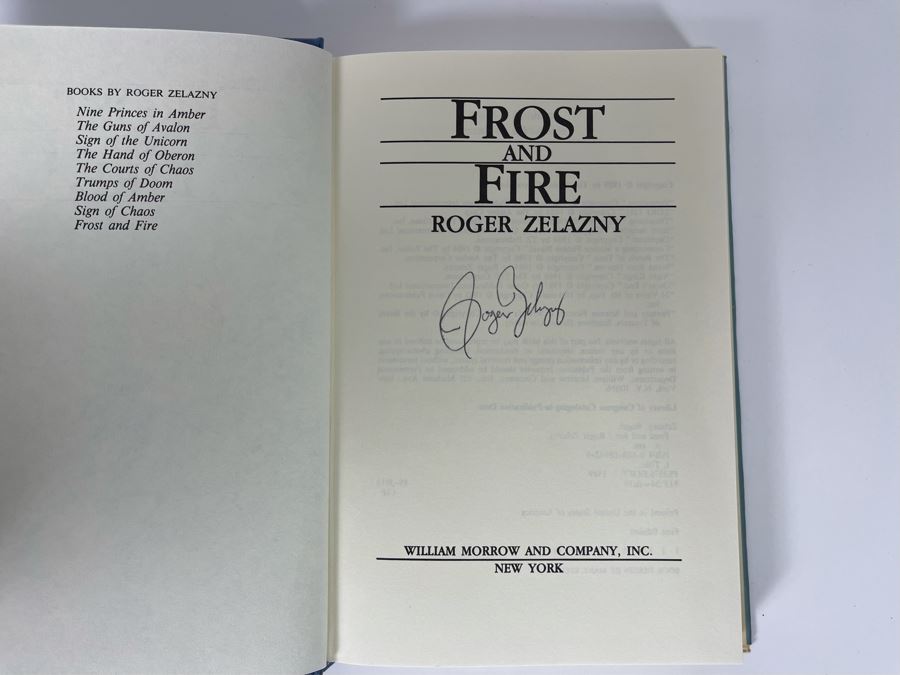 BOOKS BY ROGER ZELAZNY
Nine Princes in Amber
The Guns of Avalon
Sign of the Unicorn
The Hand of Oberon
The Courts of Chaos
Trumps of Doom
Blood of Amber
Sign of Chaos
Frost and Fire
FROST
AND
FIRE
ROGER ZELAZNY
Roger Zelazny
WILLIAM MORROW AND COMPANY, INC.
NEW YORK